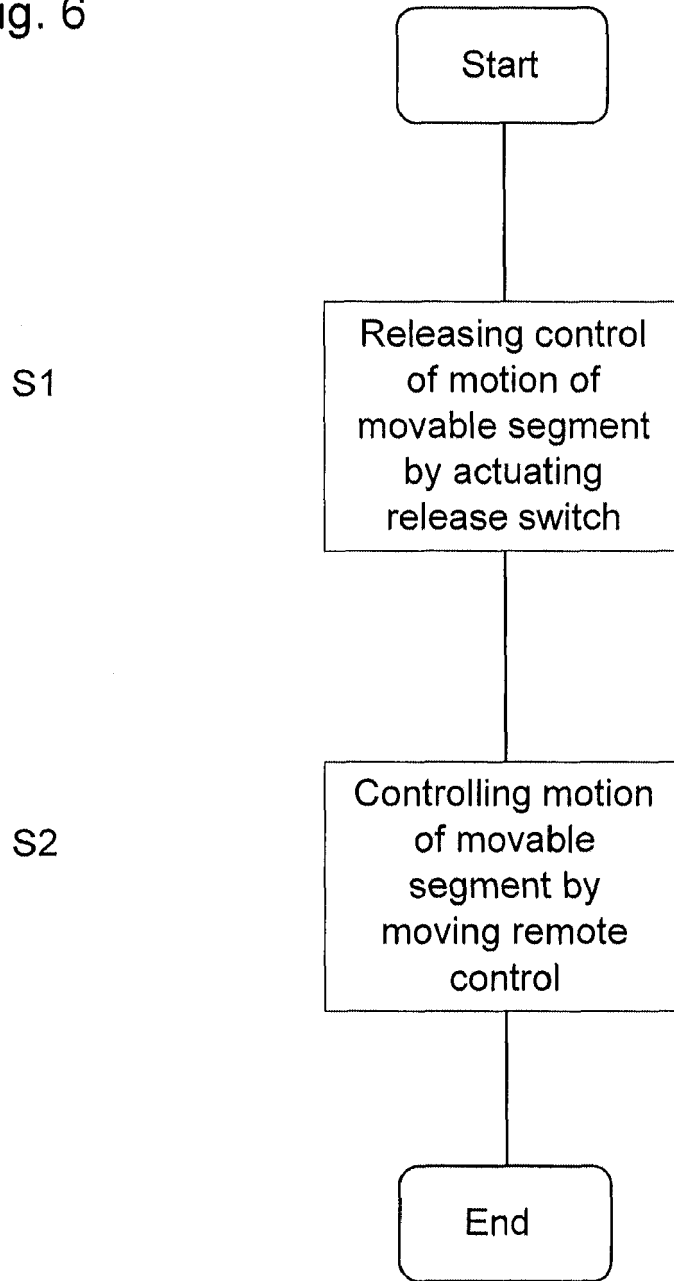 ig. 6
Start
S1
Releasing control
of motion of
movable segment
by actuating
release switch
S2
Controlling motion
of movable
segment by
moving remote
control
End